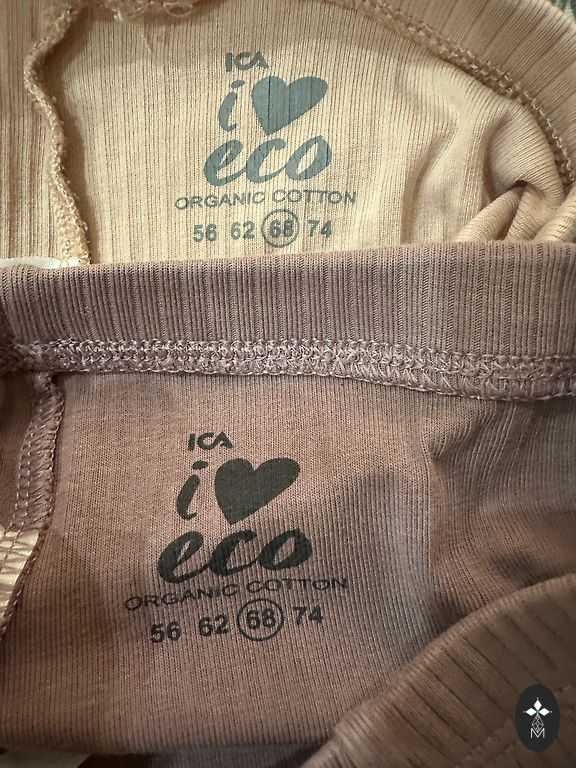 ICA
i
eco
ORGANIC COTTON
56 62 68 74
ICA
i
eco
ORGANIC COTTON
56 62 68 74
M